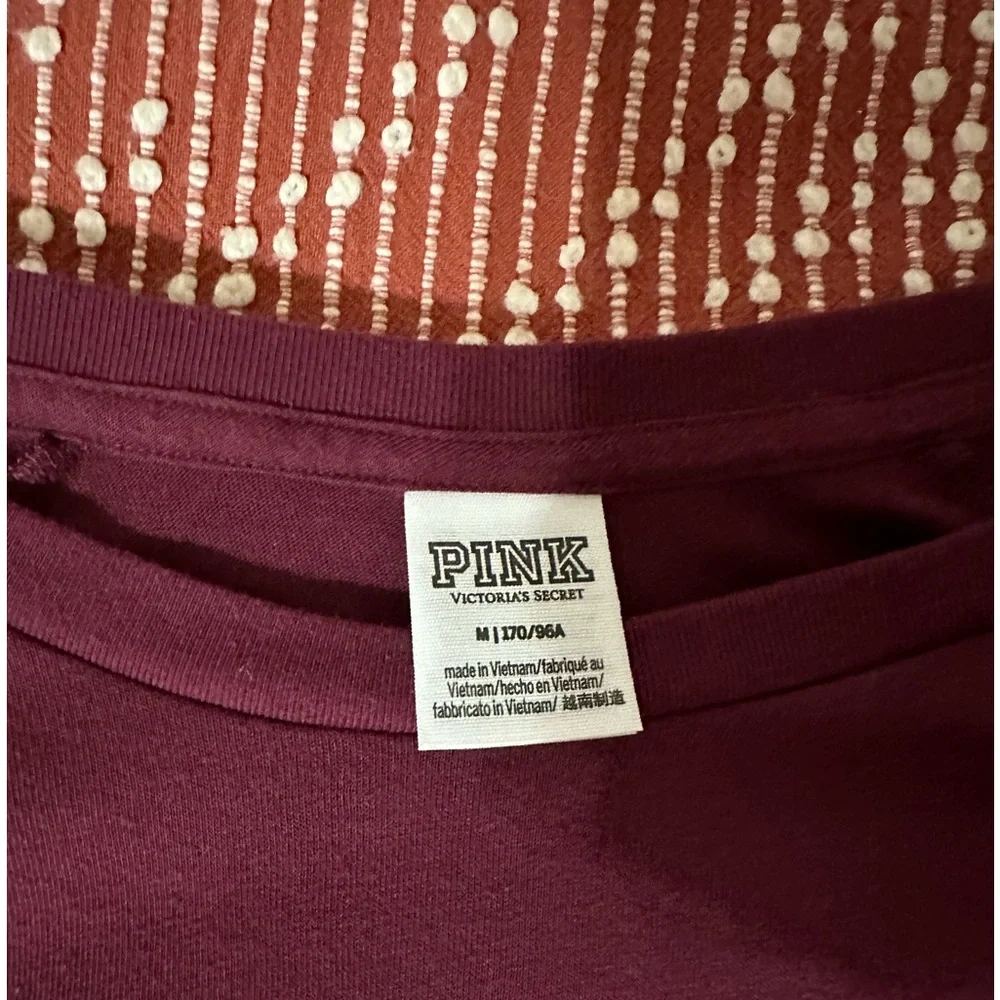 PINK
VICTORIA'S SECRET
M | 170/96A
made in Vietnam/fabriqué au
Vietnam/hecho en Vietnam/
fabbricato in Vietnam/ 越南制造